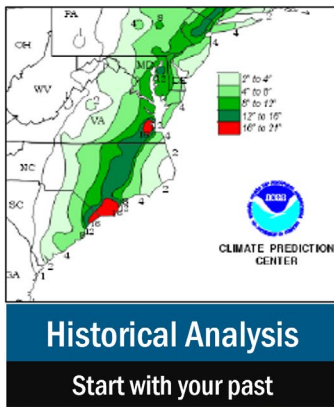 PA
OH
MD
DE
WV
VA
NC
SC
GA
2" to 4"
4" to 8"
8" to 12"
12" to 16"
16" to 21"
noaa
CLIMATE PREDICTION
CENTER
Historical Analysis
Start with your past